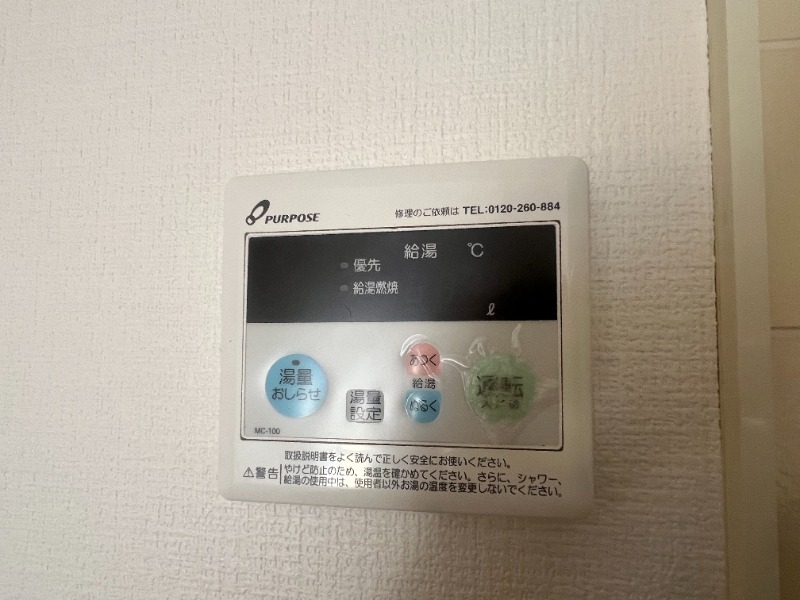 PURPOSE
修理のご依頼は TEL:0120-260-884
給湯 ℃
優先
給湯燃焼
ℓ
湯量
おしらせ
湯量
設定
あつく
給湯
ぬるく
運転
MC-100
取扱説明書をよく読んで正しく安全にお使いください。
⚠警告 やけど防止のため、湯温を確かめてください。さらに、シャワー、
給湯の使用中は、使用者以外お湯の温度を変更しないでください。